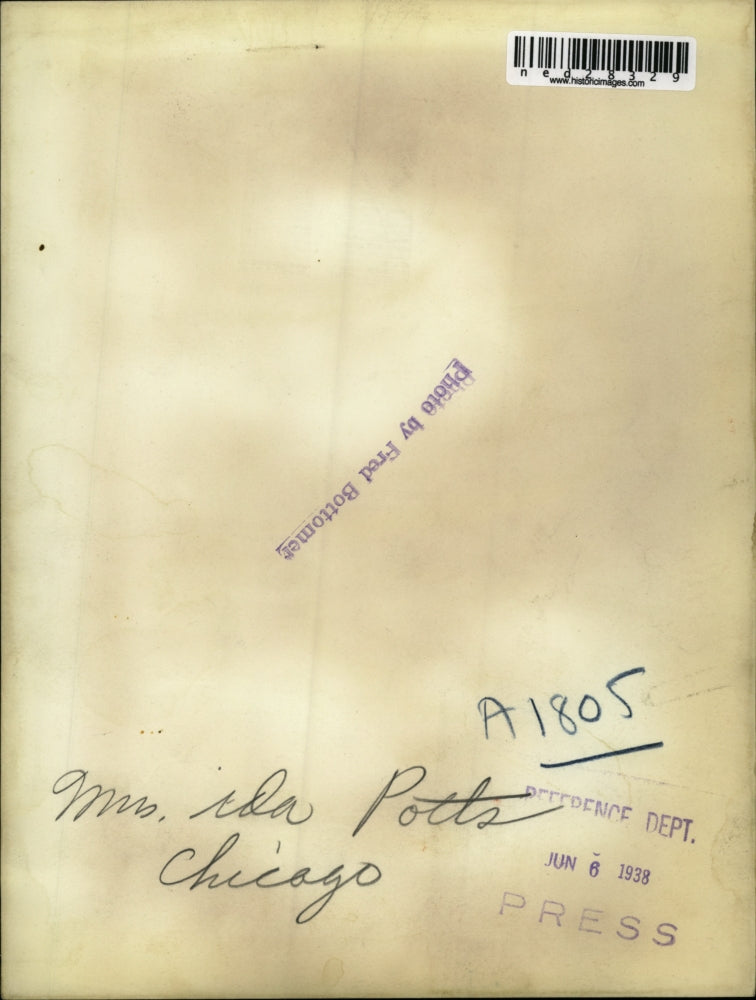 ned28329
www.historicimages.com
Photo by Fred Bottomer
A1805
Mrs. Ida Potts
Chicago
REFERENCE DEPT.
JUN 6 1938
PRESS